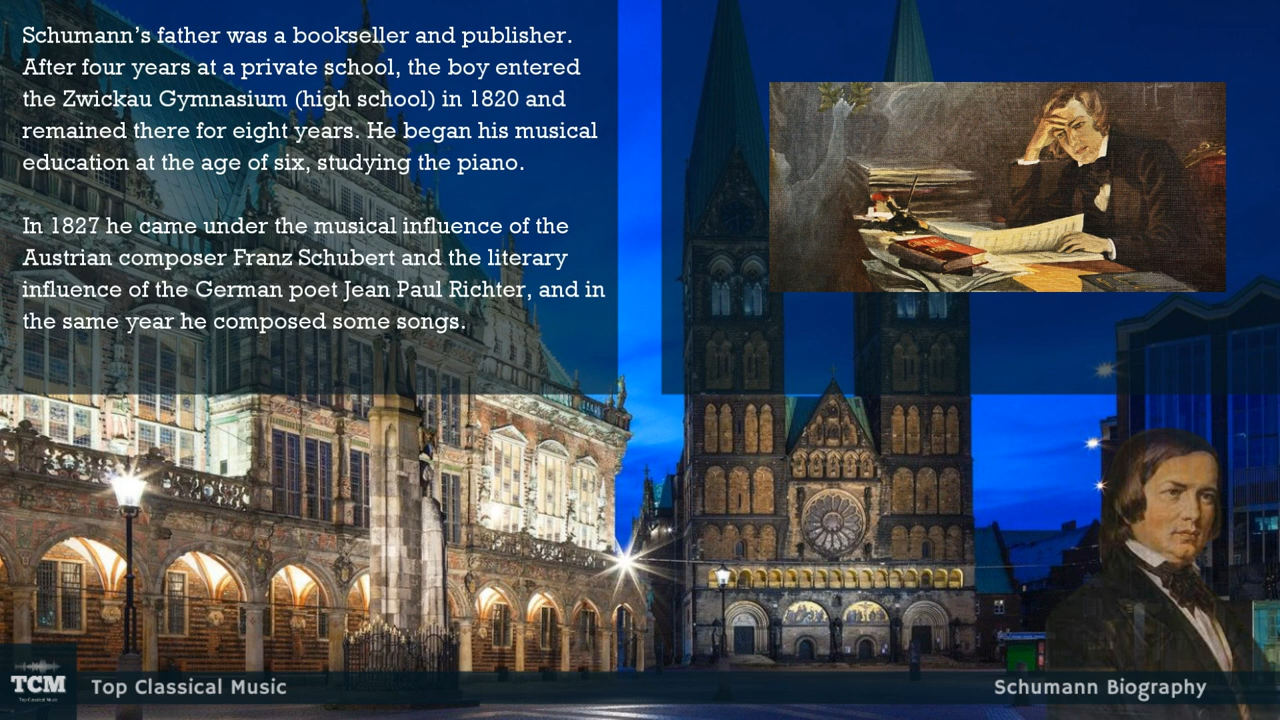 Schumann's father was a bookseller and publisher.
After four years at a private school, the boy entered
the Zwickau Gymnasium (high school) in 1820 and
remained there for eight years. He began his musical
education at the age of six, studying the piano.
In 1827 he came under the musical influence of the
Austrian composer Franz Schubert and the literary
influence of the German poet Jean Paul Richter, and in
the same year he composed some songs.
TCM
Top Classical Music
Top Classical Music
Schumann Biography